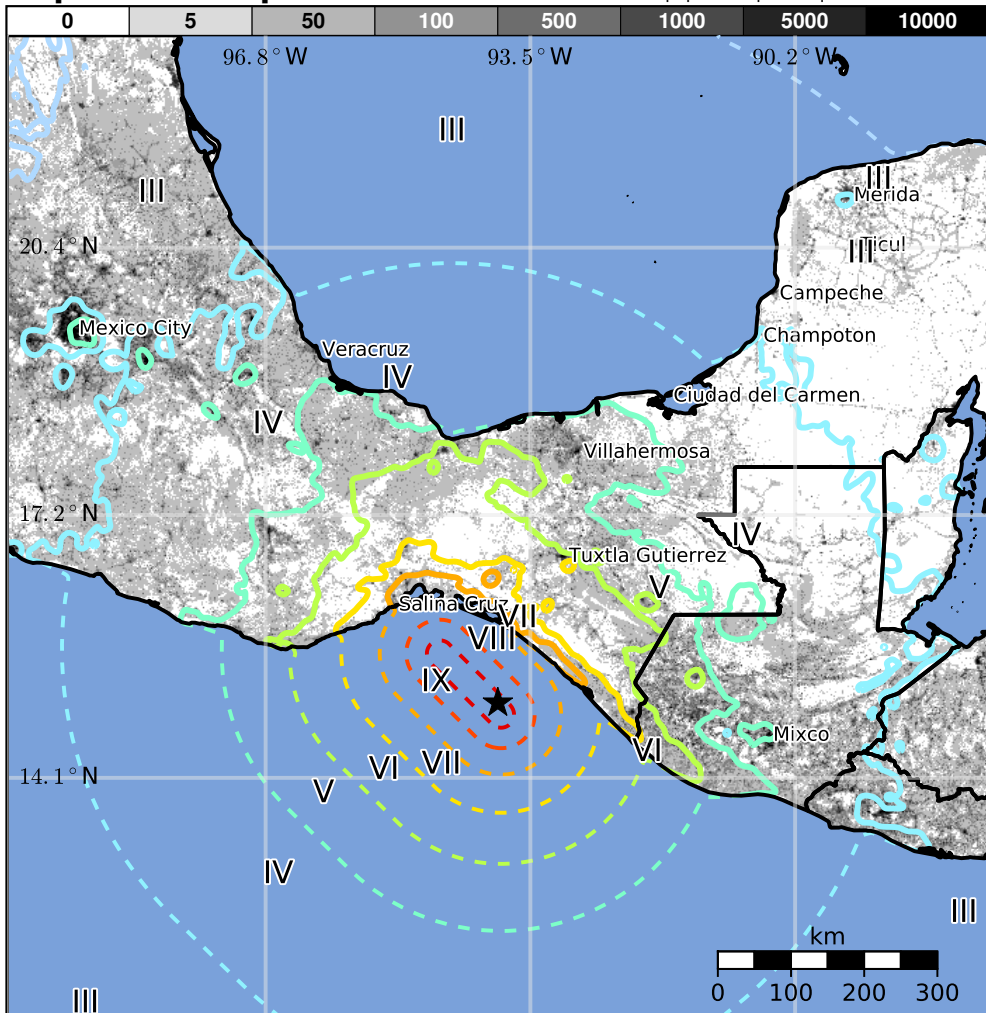 0 5 50 100 500 1000 5000 10000
96.8°W 93.5°W 90.2°W
III
III
III
Merida
20.4°N
III
Ticul
Campeche
Mexico City
Champoton
Veracruz
IV
Ciudad del Carmen
IV
Villahermosa
17.2°N
IV
Tuxtla Gutierrez
V
Salina Cruz
VII
VIII
IX
Mixco
VI
VII
VI
14.1°N
V
IV
III
km
III
0 100 200 300